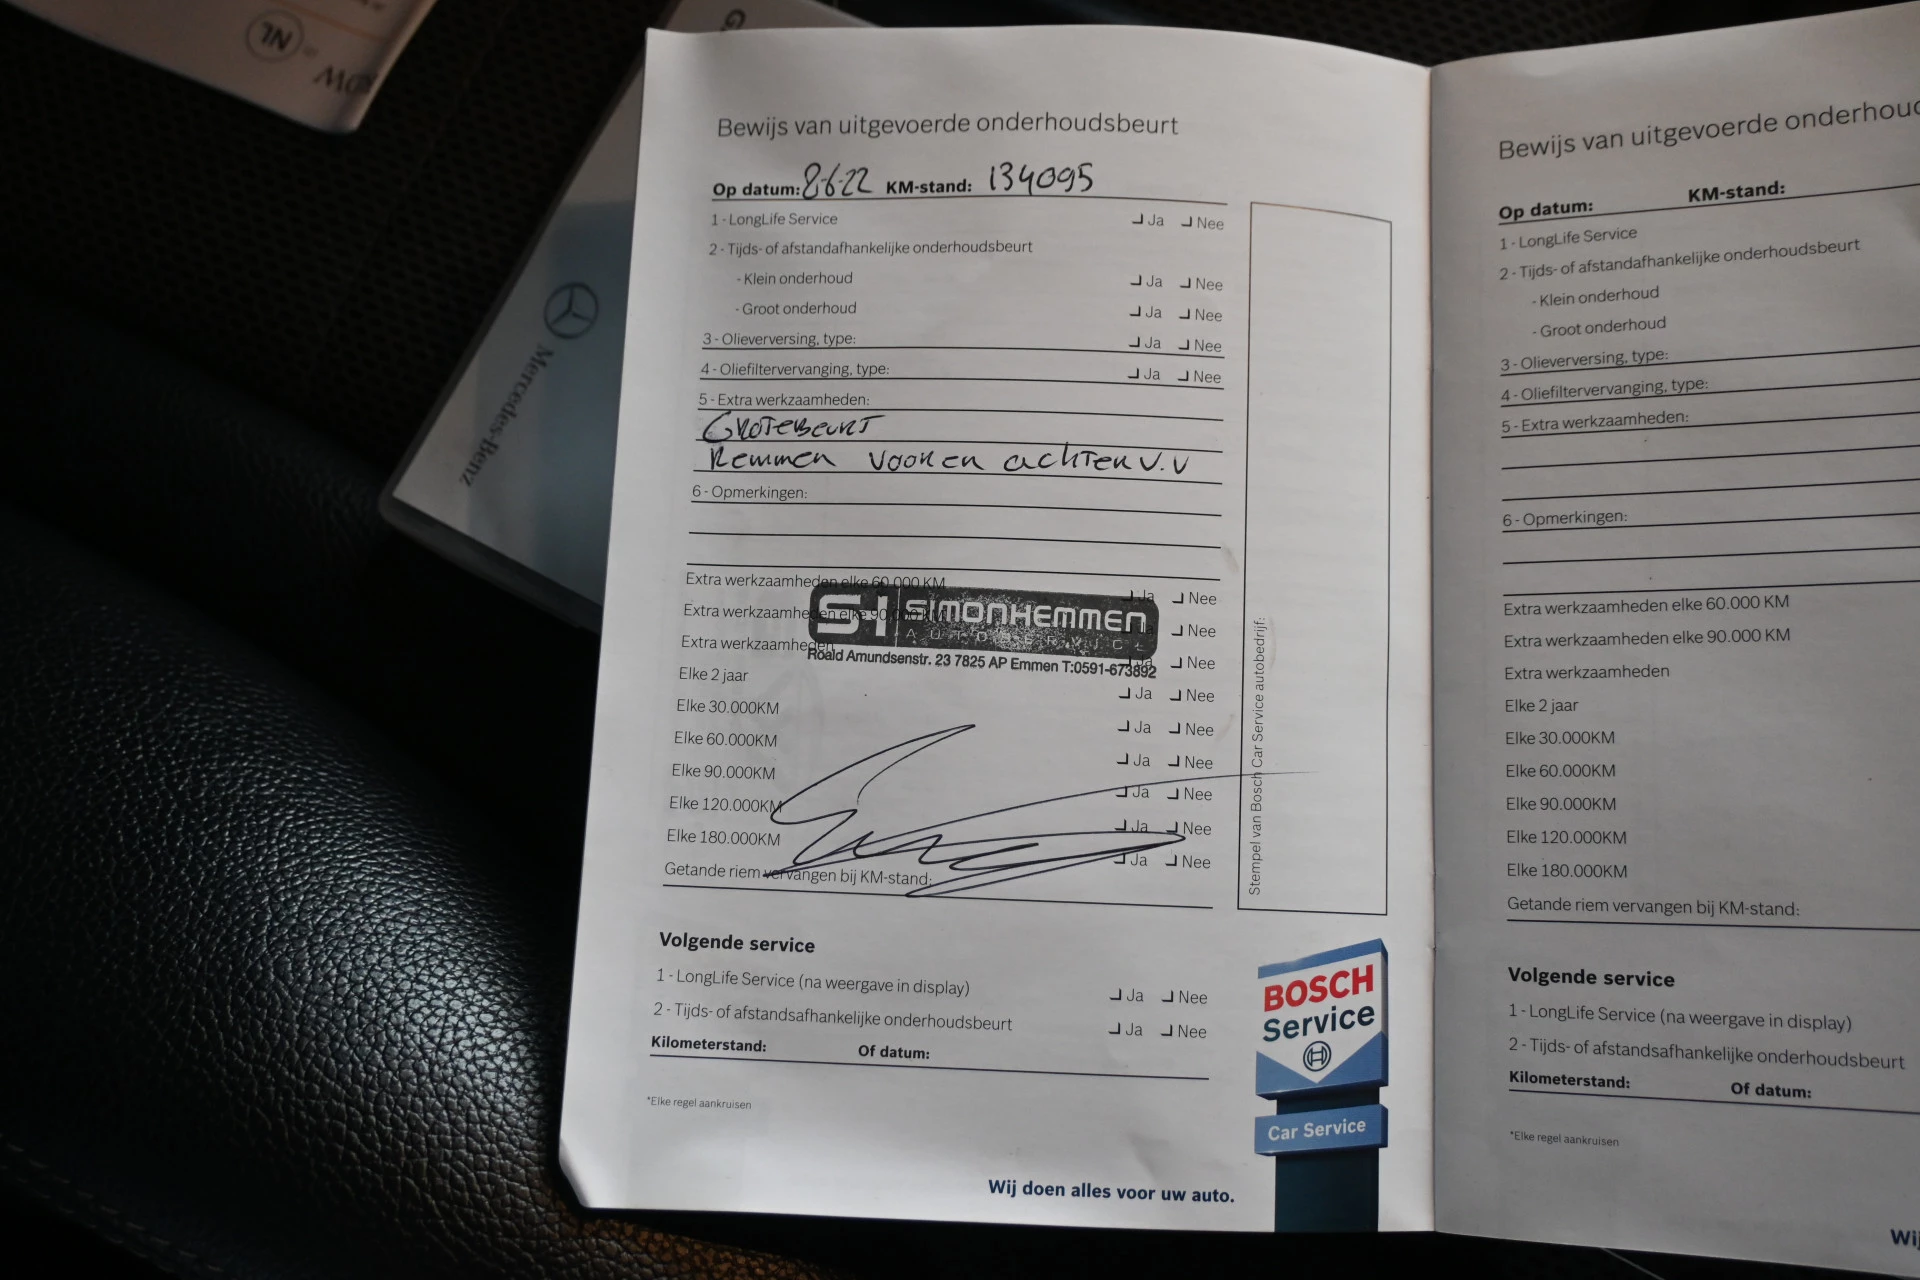 NL
Mercedes-Benz
Bewijs van uitgevoerde onderhoudsbeurt
Op datum: 8-6-22 KM-stand: 134095
1 - LongLife Service Ja Nee
2 - Tijds- of afstandafhankelijke onderhoudsbeurt
- Klein onderhoud Ja Nee
- Groot onderhoud Ja Nee
3 - Olieverversing, type: Ja Nee
4 - Oliefiltervervanging, type: Ja Nee
5 - Extra werkzaamheden:
GROTEBEURT
Remmen voor en achter V.V
6 - Opmerkingen:
Extra werkzaamheden elke 60.000 KM Ja Nee
Extra werkzaamheden elke 90.000 KM Nee
Extra werkzaamheden Ja Nee
SH SIMONHEMMEN
AUTOSERVICE
Roald Amundsenstr. 23 7825 AP Emmen T:0591-673892
Elke 2 jaar Ja Nee
Elke 30.000KM Ja Nee
Elke 60.000KM Ja Nee
Elke 90.000KM Ja Nee
Elke 120.000KM Ja Nee
Elke 180.000KM Ja Nee
Getande riem vervangen bij KM-stand:
Stempel van Bosch Car Service autobedrijf:
Volgende service
1 - LongLife Service (na weergave in display) Ja Nee
2 - Tijds- of afstandsafhankelijke onderhoudsbeurt Ja Nee
Kilometerstand: Of datum:
*Elke regel aankruisen
BOSCH
Service
Car Service
Wij doen alles voor uw auto.
Bewijs van uitgevoerde onderhoud
Op datum: KM-stand:
1 - LongLife Service
2 - Tijds- of afstandafhankelijke onderhoudsbeurt
- Klein onderhoud
- Groot onderhoud
3 - Olieverversing, type:
4 - Oliefiltervervanging, type:
5 - Extra werkzaamheden:
6 - Opmerkingen:
Extra werkzaamheden elke 60.000 KM
Extra werkzaamheden elke 90.000 KM
Extra werkzaamheden
Elke 2 jaar
Elke 30.000KM
Elke 60.000KM
Elke 90.000KM
Elke 120.000KM
Elke 180.000KM
Getande riem vervangen bij KM-stand:
Volgende service
1 - LongLife Service (na weergave in display)
2 - Tijds- of afstandsafhankelijke onderhoudsbeurt
Kilometerstand: Of datum:
*Elke regel aankruisen
Wij